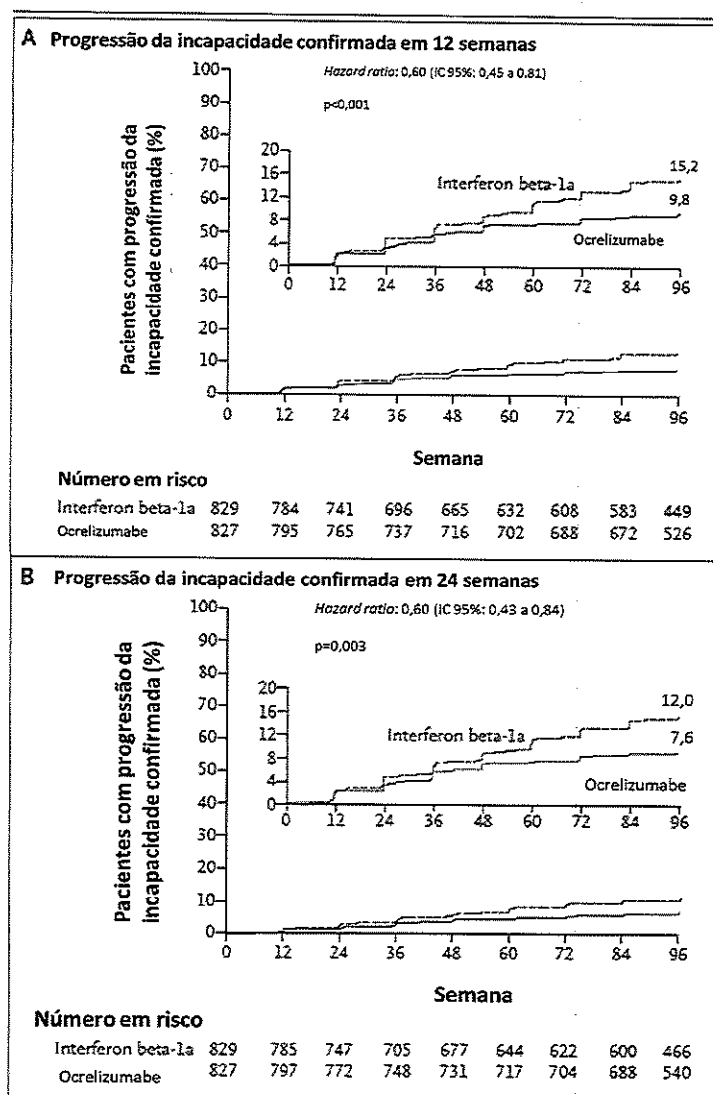 A Progressão da incapacidade confirmada em 12 semanas
Hazard ratio: 0,60 (IC 95%: 0,45 a 0.81)
p<0,001
Pacientes com progressão da
incapacidade confirmada (%)
100
90
80
70
60
50
40
30
20
10
0
20
16
12
8
4
0
Interferon beta-1a
15,2
9,8
Ocrelizumabe
0 12 24 36 48 60 72 84 96
0 12 24 36 48 60 72 84 96
Semana
Número em risco
Interferon beta-1a 829 784 741 696 665 632 608 583 449
Ocrelizumabe 827 795 765 737 716 702 688 672 526
B Progressão da incapacidade confirmada em 24 semanas
Hazard ratio: 0,60 (IC 95%: 0,43 a 0,84)
p=0,003
Pacientes com progressão da
incapacidade confirmada (%)
100
90
80
70
60
50
40
30
20
10
0
20
16
12
8
4
0
Interferon beta-1a
12,0
7,6
Ocrelizumabe
0 12 24 36 48 60 72 84 96
0 12 24 36 48 60 72 84 96
Semana
Número em risco
Interferon beta-1a 829 785 747 705 677 644 622 600 466
Ocrelizumabe 827 797 772 748 731 717 704 688 540